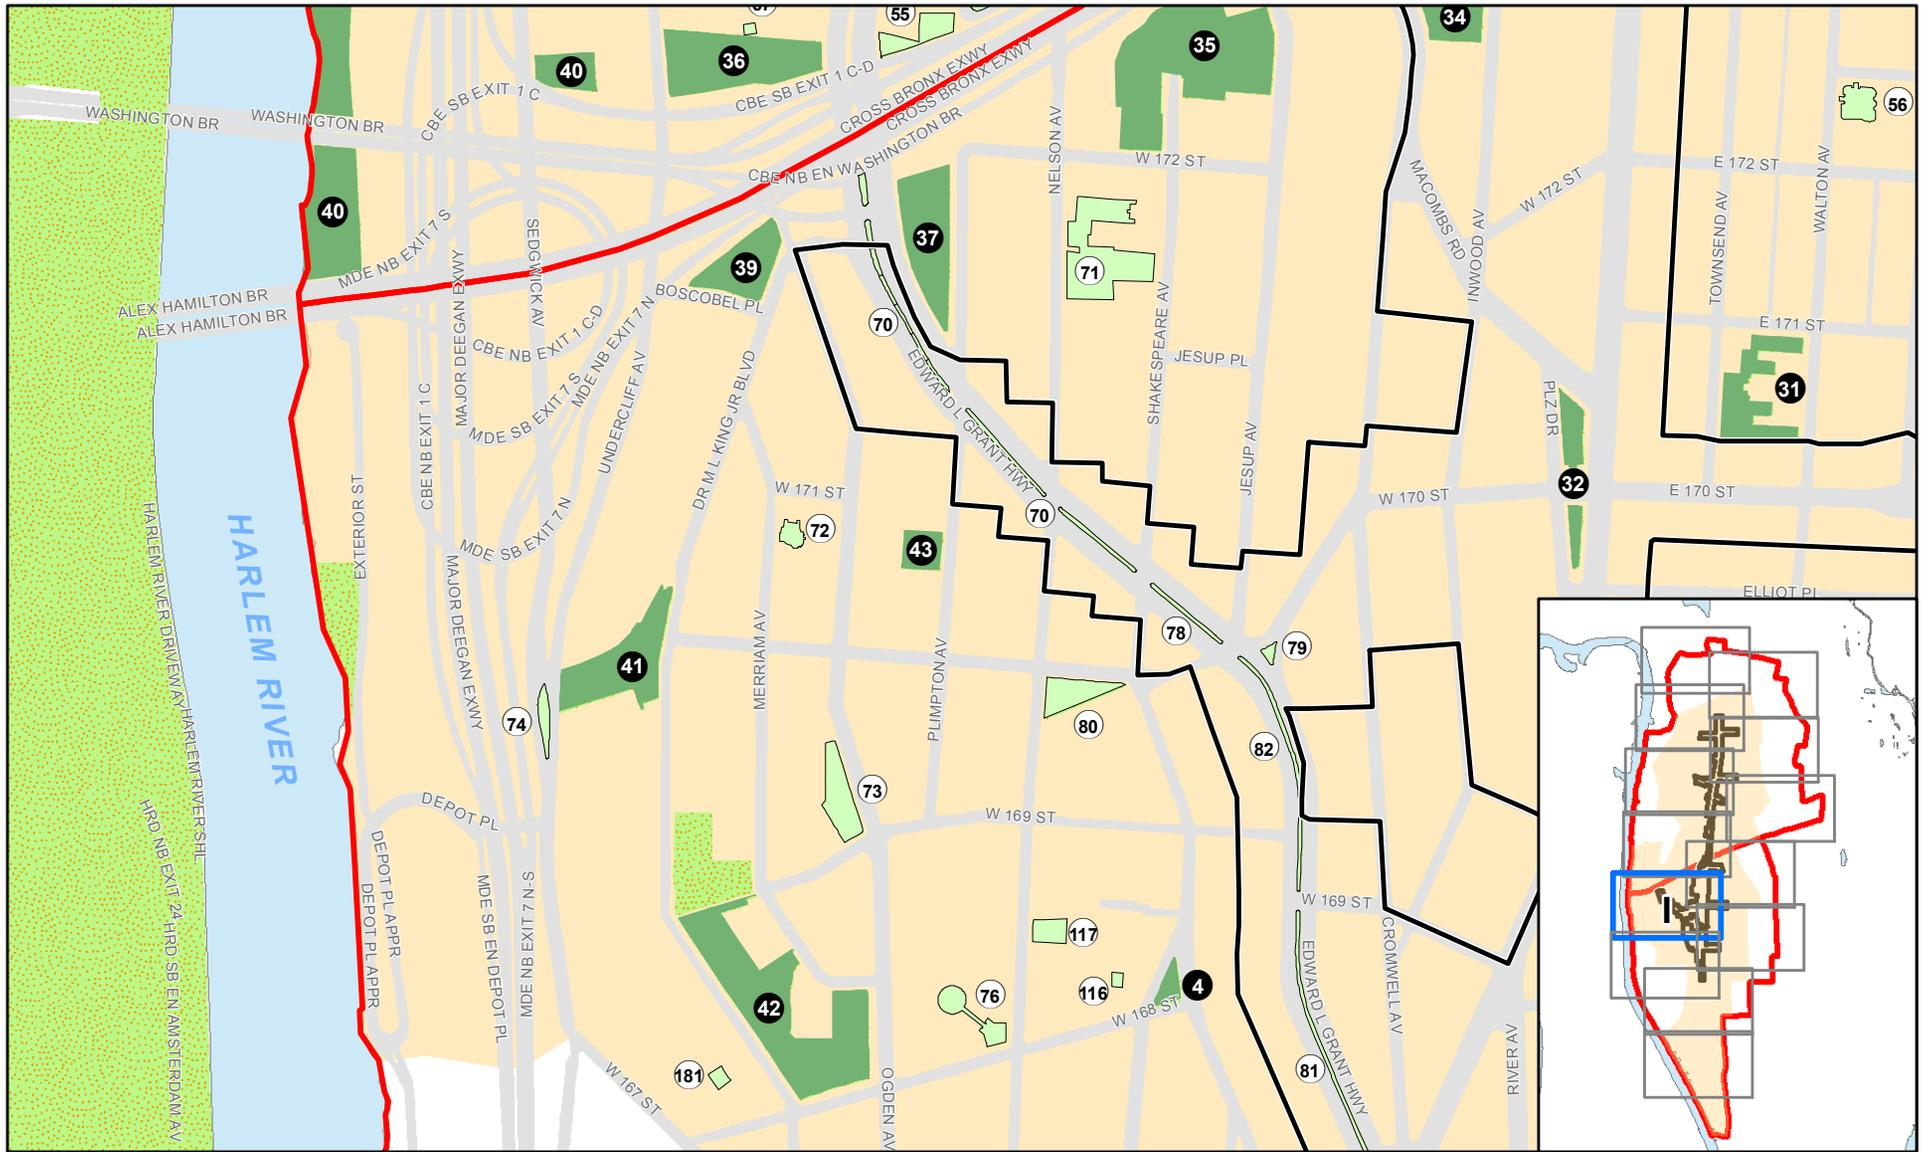 55
34
40
36
35
CBE SB EXIT 1 C-D
CROSS BRONX EXWY
CROSS BRONX EXWY
CBE SB EXIT 1 C
56
WASHINGTON BR
WASHINGTON BR
CBE NB EN WASHINGTON BR
NELSON AV
W 172 ST
MACOMBS RD
W 172 ST
E 172 ST
WALTON AV
TOWNSEND AV
INWOOD AV
40
MDE NB EXIT 7 S
SEDGWICK AV
MAJOR DEEGAN EXWY
39
37
71
ALEX HAMILTON BR
ALEX HAMILTON BR
BOSCOBEL PL
70
CBE NB EXIT 1 C-D
MDE NB EXIT 7 N
UNDERCLIFF AV
DR M L KING JR BLVD
EDWARD L GRANT HWY
SHAKESPEARE AV
JESUP PL
JESUP AV
E 171 ST
31
PLZ DR
CBE NB EXIT 1 C
MDE SB EXIT 7 S
EXTERIOR ST
W 171 ST
72
43
70
W 170 ST
32
E 170 ST
HARLEM RIVER
HARLEM RIVER DRIVEWAY
MDE SB EXIT 7 N
MAJOR DEEGAN EXWY
ELLIOT PL
41
MERRIAM AV
PLIMPTON AV
78
79
74
80
82
HARLEM RIVER SHL
73
DEPOT PL
W 169 ST
HRD NB EXIT 24
HRD SB EN AMSTERDAM AV
DEPOT PL APPR
DEPOT PL APPR
MDE SB EN DEPOT PL
MDE NB EXIT 7 N-S
W 169 ST
CROMWELL AV
EDWARD L GRANT HWY
117
76
116
4
W 168 ST
42
81
RIVER AV
181
W 167 ST
OGDEN AV
I